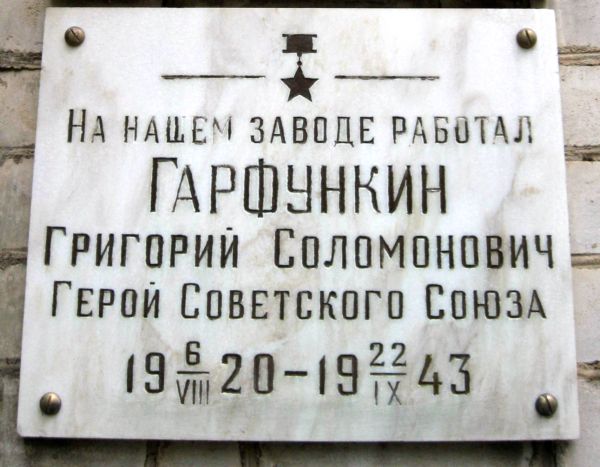 На нашем заводе работал
Гарфункин
Григорий Соломонович
Герой Советского Союза
19 6/VIII 20 – 19 22/IX 43